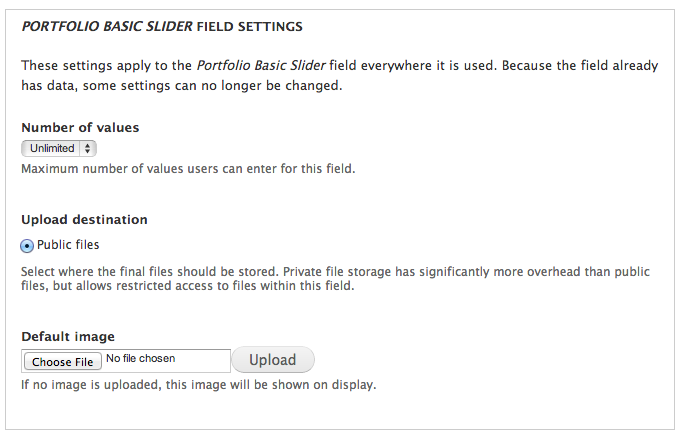 PORTFOLIO BASIC SLIDER FIELD SETTINGS
These settings apply to the Portfolio Basic Slider field everywhere it is used. Because the field already
has data, some settings can no longer be changed.
Number of values
Unlimited
Maximum number of values users can enter for this field.
Upload destination
Public files
Select where the final files should be stored. Private file storage has significantly more overhead than public
files, but allows restricted access to files within this field.
Default image
Choose File No file chosen Upload
If no image is uploaded, this image will be shown on display.